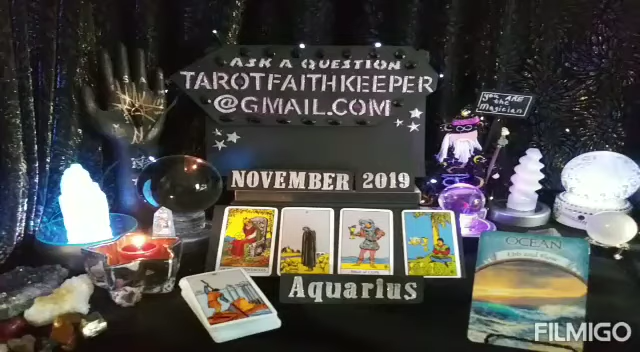 ASK A QUESTION
TAROTFAITHKEEPER
@GMAIL.COM
you ARE
the
Magician
NOVEMBER 2019
Aquarius
OCEAN
FILMIGO